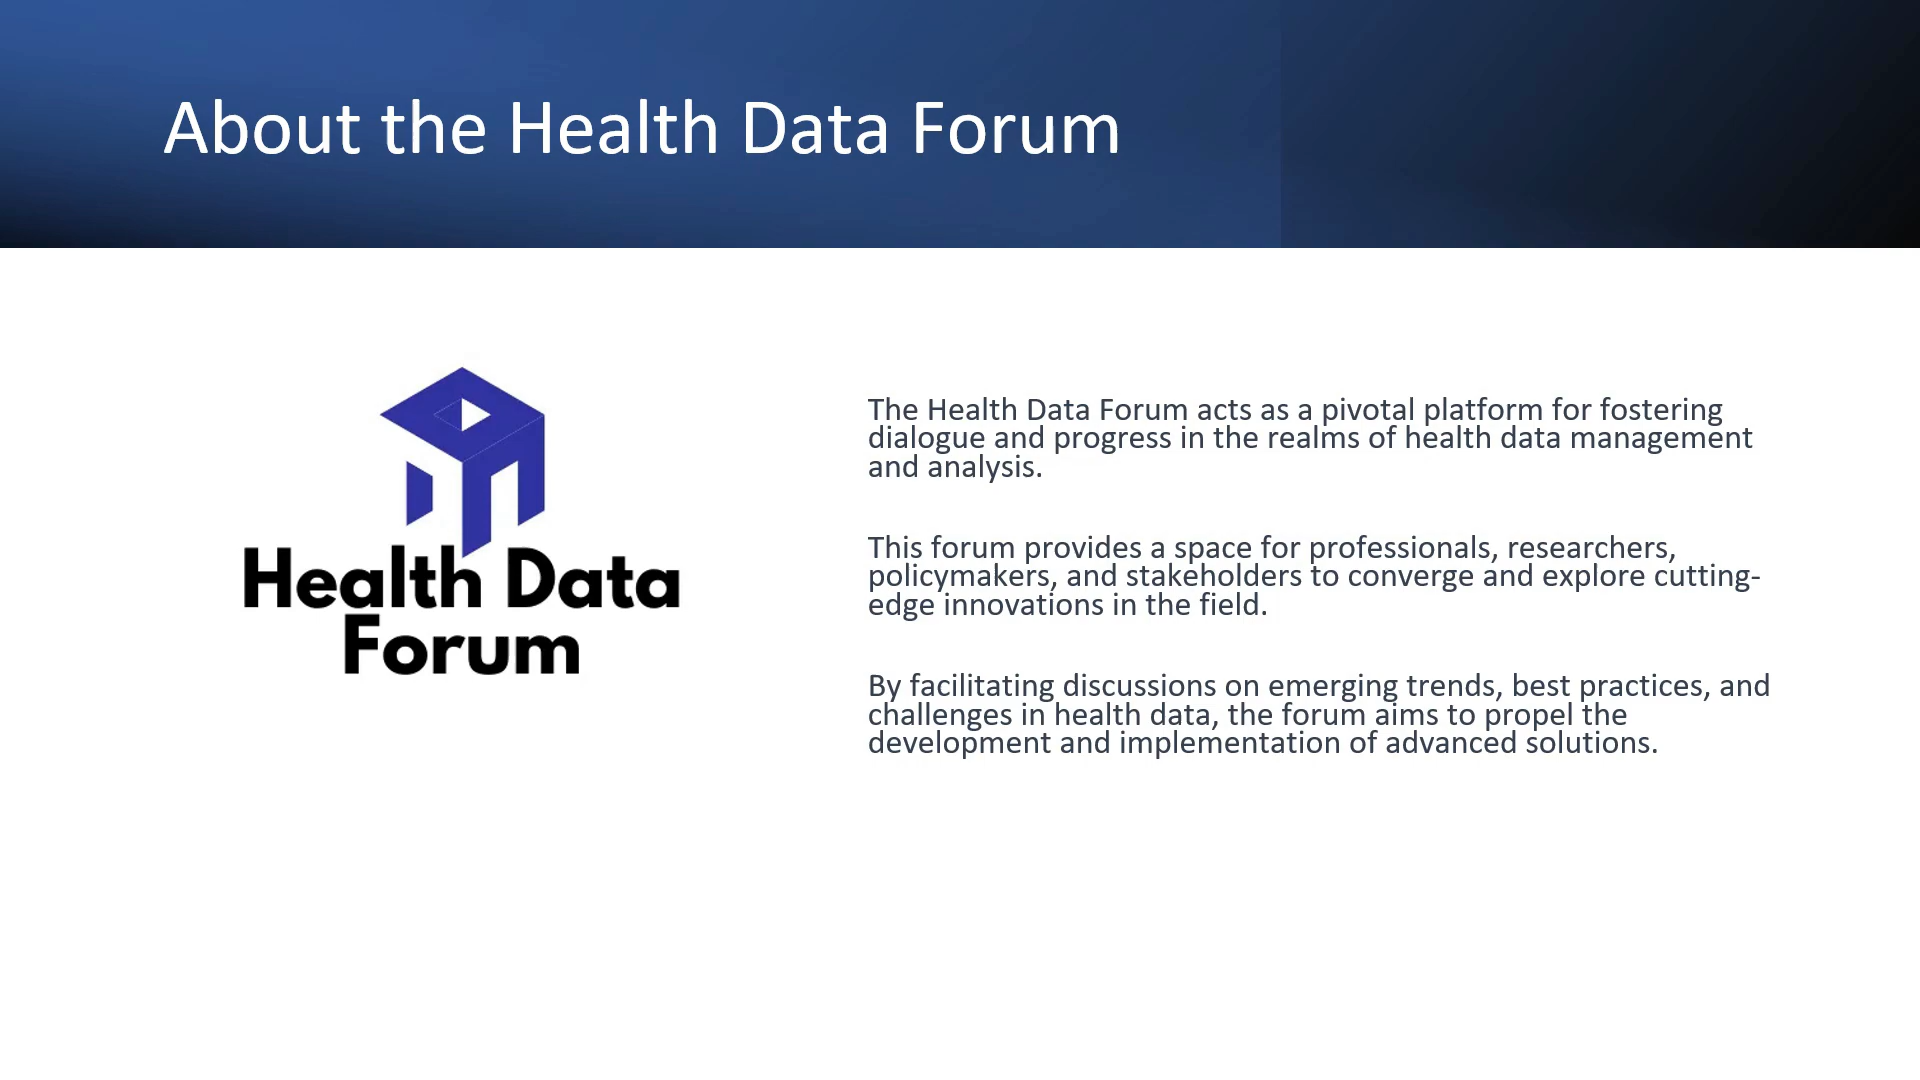 About the Health Data Forum
Health Data
Forum
The Health Data Forum acts as a pivotal platform for fostering
dialogue and progress in the realms of health data management
and analysis.
This forum provides a space for professionals, researchers,
policymakers, and stakeholders to converge and explore cutting-
edge innovations in the field.
By facilitating discussions on emerging trends, best practices, and
challenges in health data, the forum aims to propel the
development and implementation of advanced solutions.